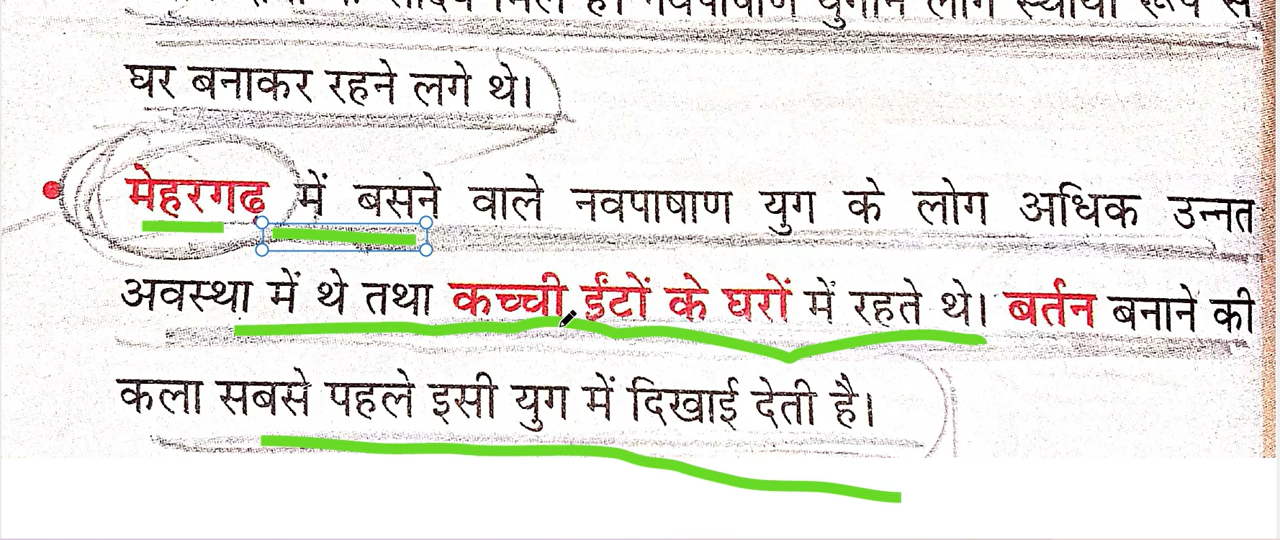 नवपाषाण युगीन लोग स्थायी रूप से
घर बनाकर रहने लगे थे।
मेहरगढ़ में बसने वाले नवपाषाण युग के लोग अधिक उन्नत
अवस्था में थे तथा कच्ची ईंटों के घरों में रहते थे। बर्तन बनाने की
कला सबसे पहले इसी युग में दिखाई देती है।